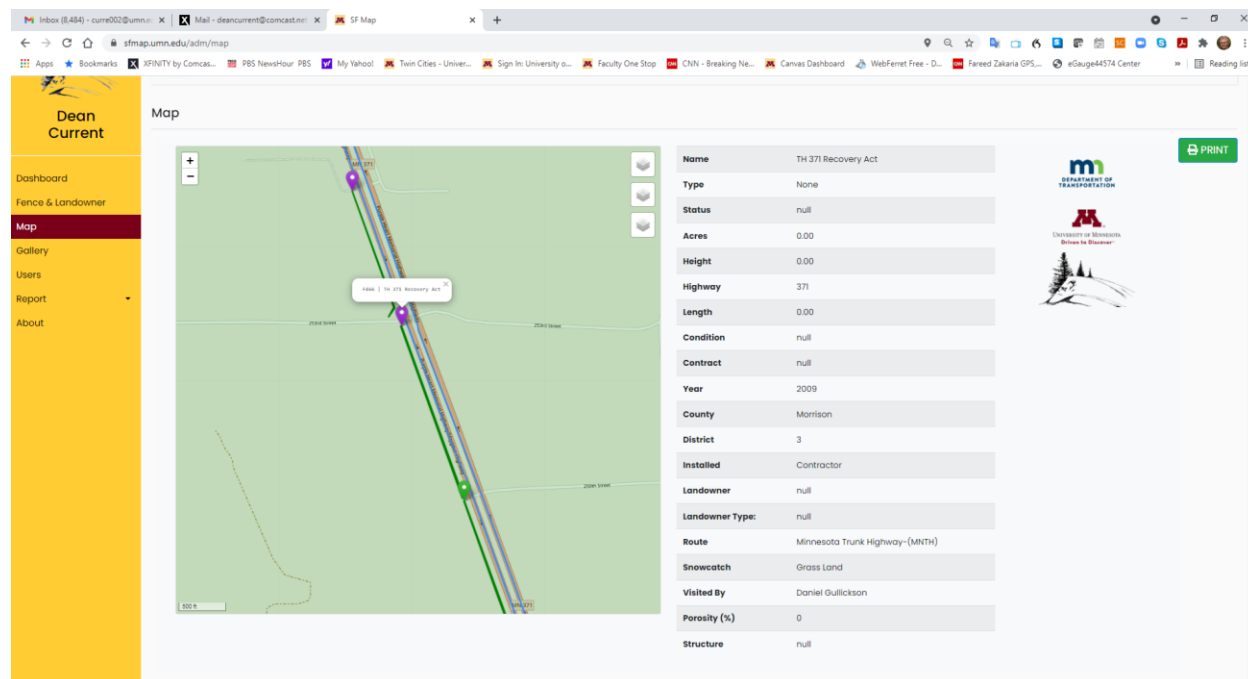 Inbox (8,484) - curre002@umn.e
Mail - deancurrent@comcast.net
SF Map
sfmap.umn.edu/adm/map
Apps
Bookmarks
XFINITY by Comcas...
PBS NewsHour PBS
My Yahoo!
Twin Cities - Univer...
Sign In: University o...
Faculty One Stop
CNN - Breaking Ne...
Canvas Dashboard
WebFerret Free - D...
Fareed Zakaria GPS,...
eGauge44574 Center
»
Reading list
Dean
Current
Dashboard
Fence & Landowner
Map
Gallery
Users
Report
About
Map
+
−
MN 371
F466 | TH 371 Recovery Act
253rd Street
253rd Street
250th Street
MN 371
500 ft
Name TH 371 Recovery Act
Type None
Status null
Acres 0.00
Height 0.00
Highway 371
Length 0.00
Condition null
Contract null
Year 2009
County Morrison
District 3
Installed Contractor
Landowner null
Landowner Type: null
Route Minnesota Trunk Highway-(MNTH)
Snowcatch Grass Land
Visited By Daniel Gullickson
Porosity (%) 0
Structure null
DEPARTMENT OF
TRANSPORTATION
UNIVERSITY OF MINNESOTA
Driven to Discover
PRINT